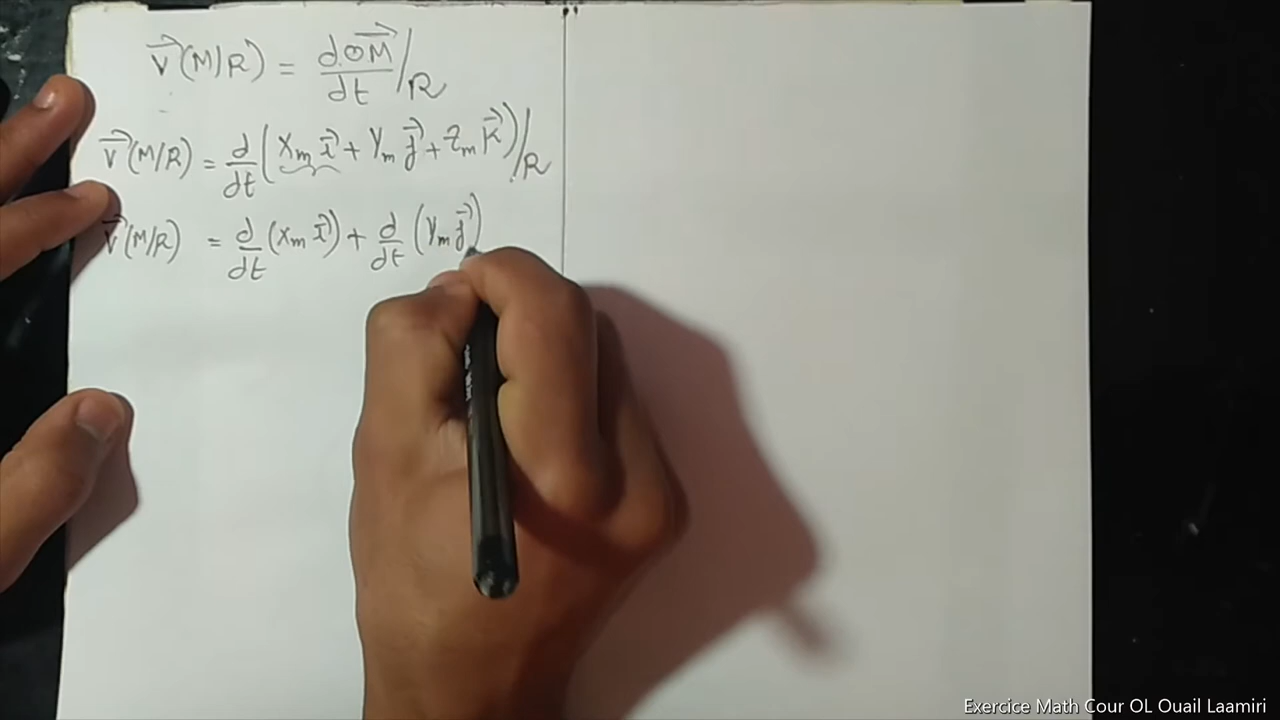 V⃗(M/R) = dOM⃗/dt /R
V⃗(M/R) = d/dt (xₘ i⃗ + yₘ j⃗ + zₘ k⃗) /R
V⃗(M/R) = d/dt (xₘ i⃗) + d/dt (yₘ j⃗)
Exercice Math Cour OL Ouail Laamiri